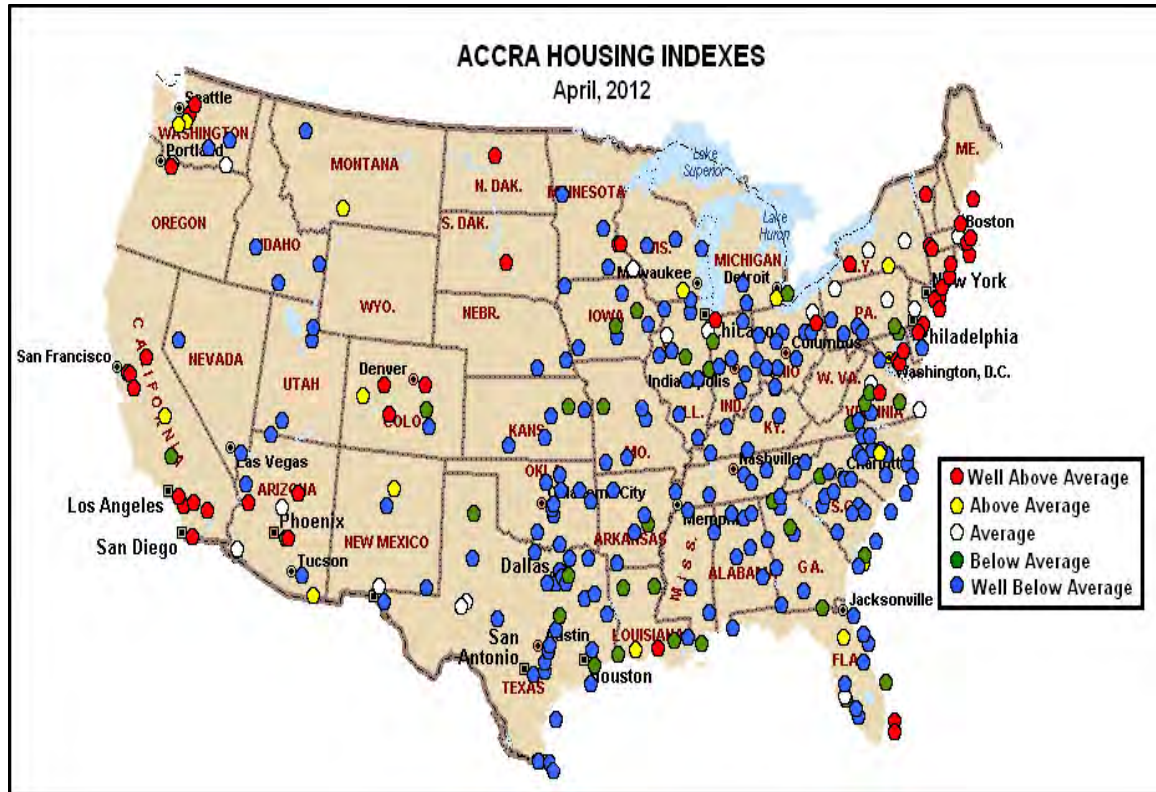 ACCRA HOUSING INDEXES
April, 2012
Seattle
WASHINGTON
Portland
OREGON
MONTANA
IDAHO
WYO.
N. DAK.
S. DAK.
MINNESOTA
Lake
Superior
Lake
Huron
WIS.
MICHIGAN
Milwaukee
Detroit
ME.
Boston
N.Y.
New York
PA.
Philadelphia
Washington, D.C.
NEBR.
IOWA
Chicago
Columbus
OHIO
Indianapolis
ILL.
IND.
W. VA.
VIRGINIA
KY.
CALIFORNIA
San Francisco
NEVADA
UTAH
Denver
COLO
KANS
MO.
Las Vegas
Los Angeles
San Diego
ARIZONA
Phoenix
Tucson
NEW MEXICO
OKLA
Oklahoma City
ARKANSAS
Nashville
Memphis
Charlotte
S.C.
MISS.
ALABAMA
GA.
Jacksonville
FLA
Dallas
Austin
San
Antonio
TEXAS
Houston
LOUISIANA
Well Above Average
Above Average
Average
Below Average
Well Below Average